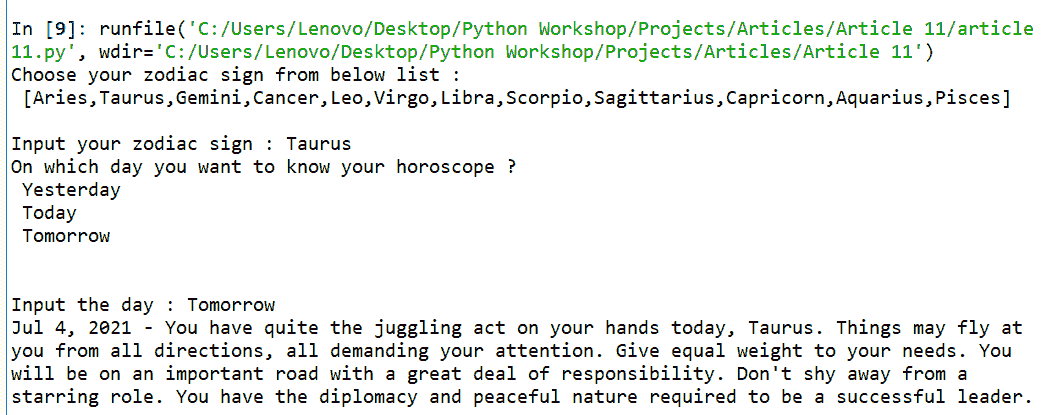 In [9]: runfile('C:/Users/Lenovo/Desktop/Python Workshop/Projects/Articles/Article 11/article
11.py', wdir='C:/Users/Lenovo/Desktop/Python Workshop/Projects/Articles/Article 11')
Choose your zodiac sign from below list :
[Aries,Taurus,Gemini,Cancer,Leo,Virgo,Libra,Scorpio,Sagittarius,Capricorn,Aquarius,Pisces]
Input your zodiac sign : Taurus
On which day you want to know your horoscope ?
Yesterday
Today
Tomorrow
Input the day : Tomorrow
Jul 4, 2021 - You have quite the juggling act on your hands today, Taurus. Things may fly at
you from all directions, all demanding your attention. Give equal weight to your needs. You
will be on an important road with a great deal of responsibility. Don't shy away from a
starring role. You have the diplomacy and peaceful nature required to be a successful leader.